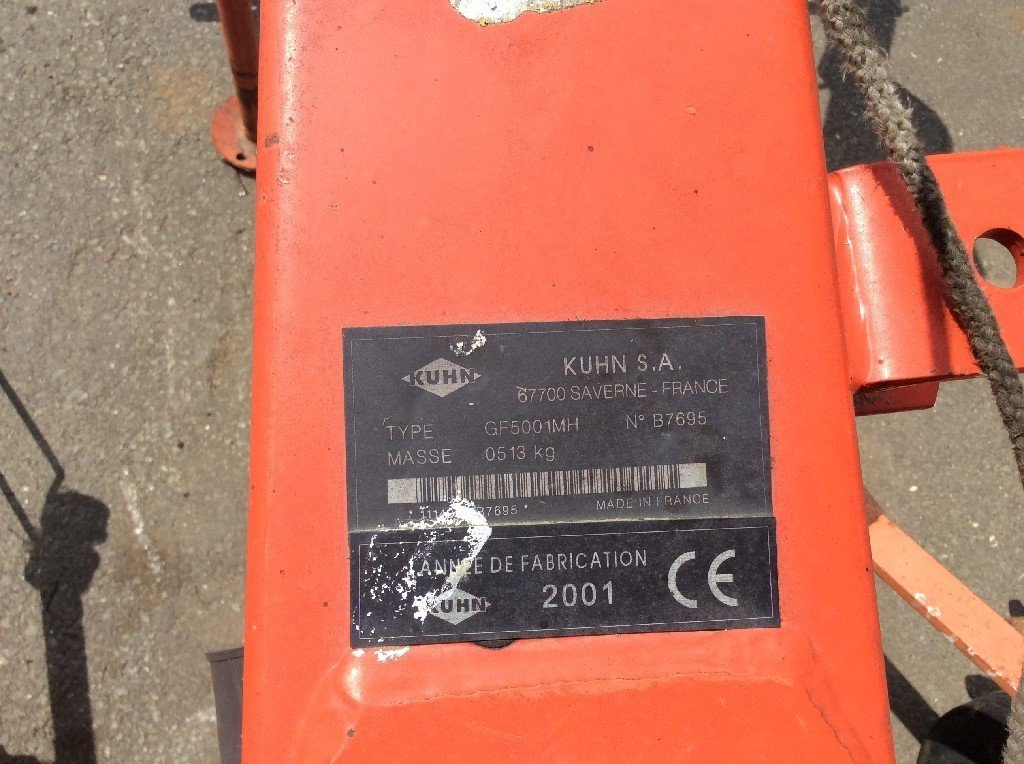 KUHN
KUHN S.A.
67700 SAVERNE - FRANCE
TYPE GF5001MH N° B7695
MASSE 0513 kg
B7695 MADE IN FRANCE
ANNÉE DE FABRICATION
KUHN 2001 CE